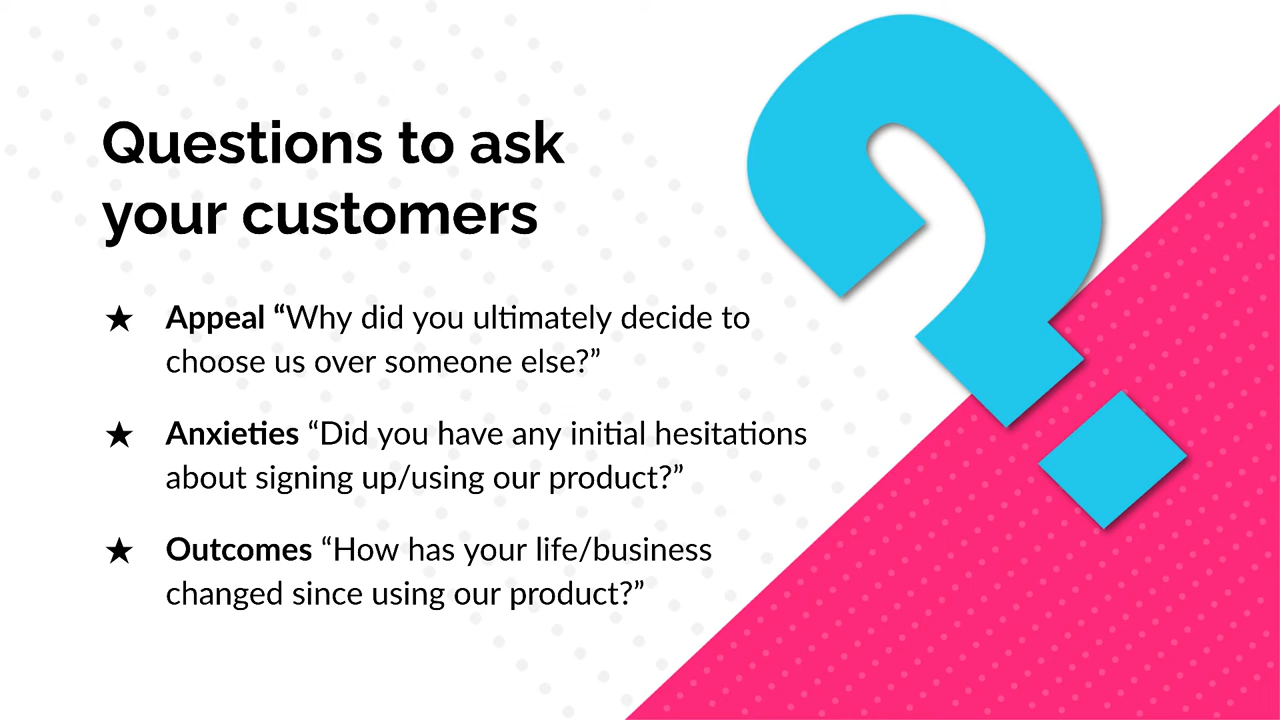 Questions to ask
your customers
★ Appeal “Why did you ultimately decide to
choose us over someone else?”
★ Anxieties “Did you have any initial hesitations
about signing up/using our product?”
★ Outcomes “How has your life/business
changed since using our product?”
?